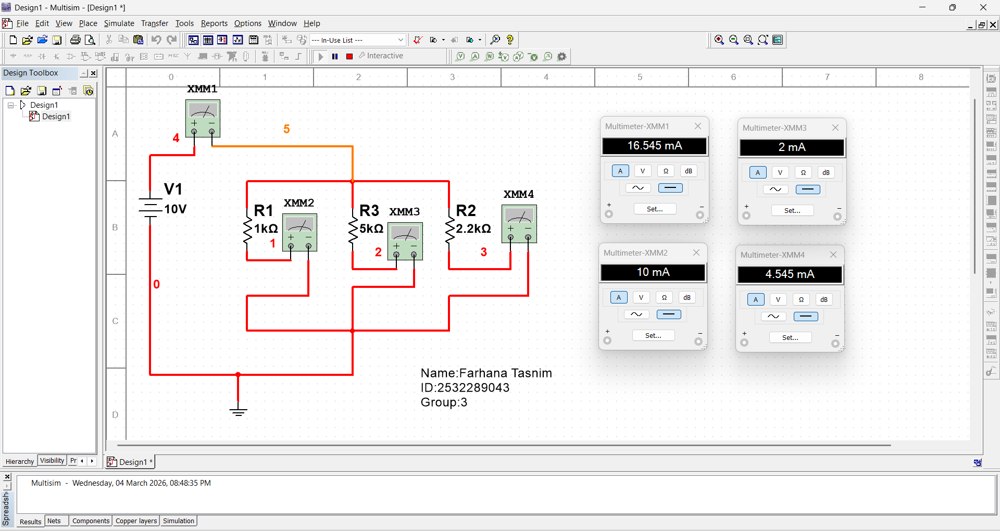 Design1 - Multisim - [Design1 *]
File Edit View Place Simulate Transfer Tools Reports Options Window Help
--- In-Use List ---
MISC
Interactive
Design Toolbox
Design1
Design1
0 1 2 3 4 5 6 7 8
A
B
C
D
XMM1
+ −
4
5
V1
10V
0
R1
1kΩ
1
XMM2
+ −
R3
5kΩ
2
XMM3
+ −
R2
2.2kΩ
3
XMM4
+ −
Name:Farhana Tasnim
ID:2532289043
Group:3
Multimeter-XMM1
16.545 mA
A V Ω dB
+ −
Set...
Multimeter-XMM3
2 mA
A V Ω dB
+ −
Set...
Multimeter-XMM2
10 mA
A V Ω dB
+ −
Set...
Multimeter-XMM4
4.545 mA
A V Ω dB
+ −
Set...
Hierarchy Visibility Pr
Design1 *
Multisim - Wednesday, 04 March 2026, 08:48:35 PM
Spreadsh
Results Nets Components Copper layers Simulation